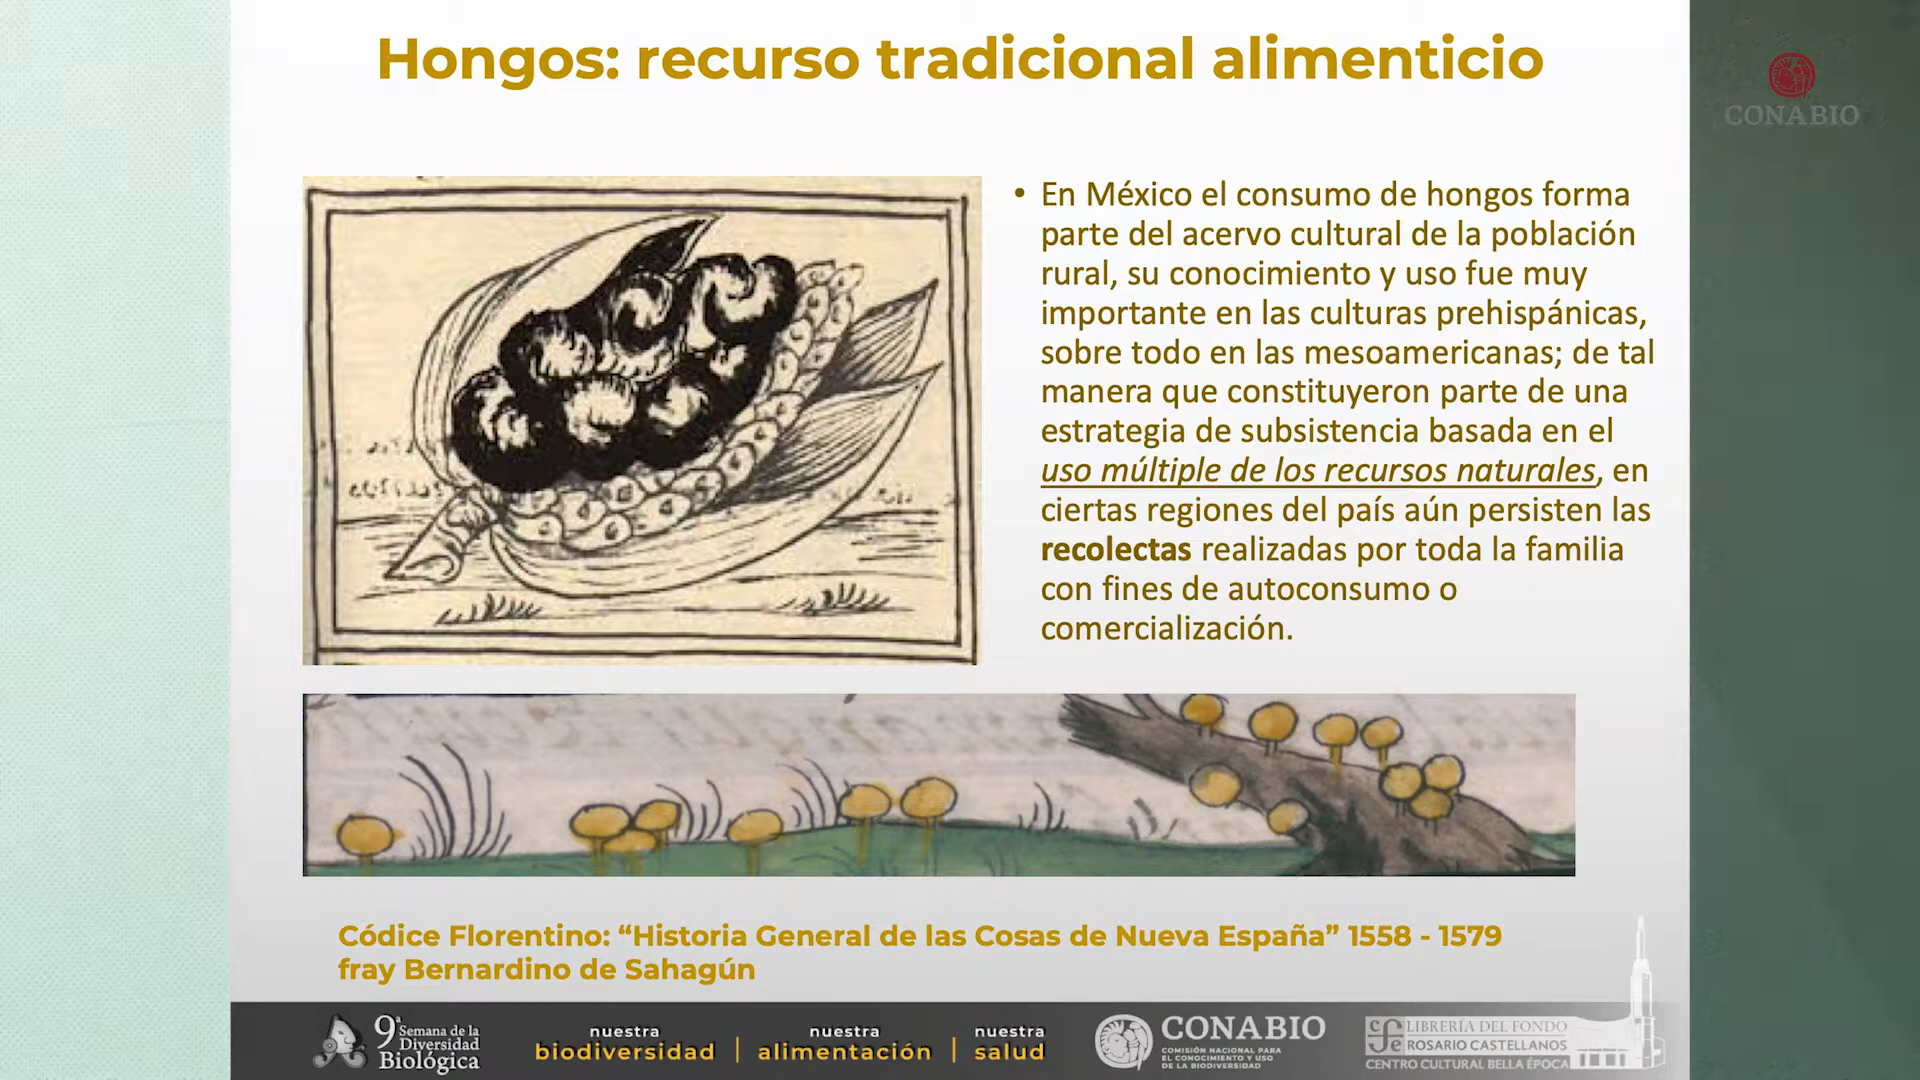 Hongos: recurso tradicional alimenticio
CONABIO
• En México el consumo de hongos forma
parte del acervo cultural de la población
rural, su conocimiento y uso fue muy
importante en las culturas prehispánicas,
sobre todo en las mesoamericanas; de tal
manera que constituyeron parte de una
estrategia de subsistencia basada en el
uso múltiple de los recursos naturales, en
ciertas regiones del país aún persisten las
recolectas realizadas por toda la familia
con fines de autoconsumo o
comercialización.
Códice Florentino: “Historia General de las Cosas de Nueva España” 1558 - 1579
fray Bernardino de Sahagún
9ª Semana de la
Diversidad
Biológica
nuestra
biodiversidad
nuestra
alimentación
nuestra
salud
CONABIO
COMISIÓN NACIONAL PARA
EL CONOCIMIENTO Y USO
DE LA BIODIVERSIDAD
LIBRERÍA DEL FONDO
ROSARIO CASTELLANOS
CENTRO CULTURAL BELLA ÉPOCA